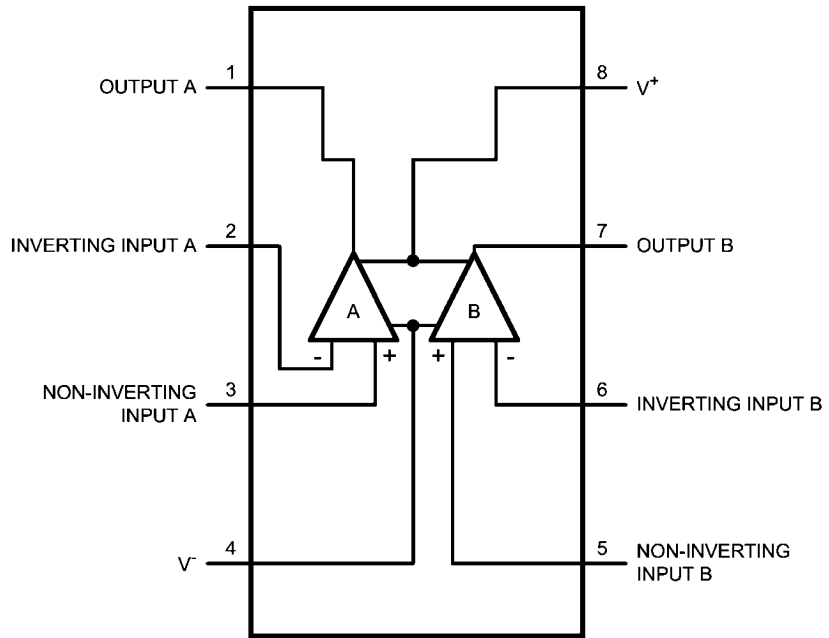 1
OUTPUT A
8
V+
2
INVERTING INPUT A
7
OUTPUT B
A
B
-
+
+
-
3
NON-INVERTING
INPUT A
6
INVERTING INPUT B
4
V-
5
NON-INVERTING
INPUT B